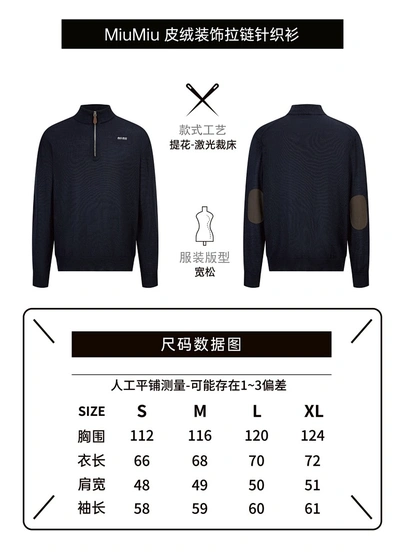 MiuMiu 皮绒装饰拉链针织衫
款式工艺
提花-激光裁床
服装版型
宽松
尺码数据图
人工平铺测量-可能存在1~3偏差
SIZE S M L XL
胸围 112 116 120 124
衣长 66 68 70 72
肩宽 48 49 50 51
袖长 58 59 60 61